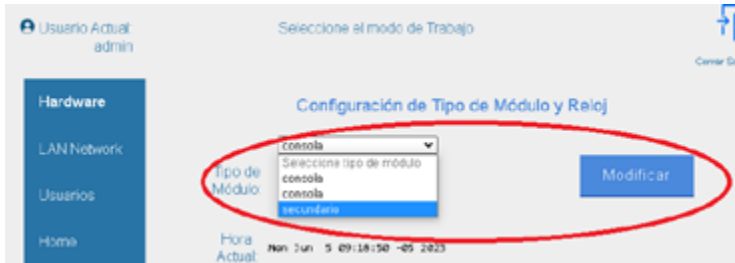 Usuario Actual:
admin
Seleccione el modo de Trabajo
Cerrar
Hardware
LAN Network
Usuarios
Home
Configuración de Tipo de Módulo y Reloj
Tipo de
Módulo:
consola
Seleccione tipo de módulo
consola
consola
secundario
Modificar
Hora
Actual:
Mon Jun 5 09:18:50 -05 2023